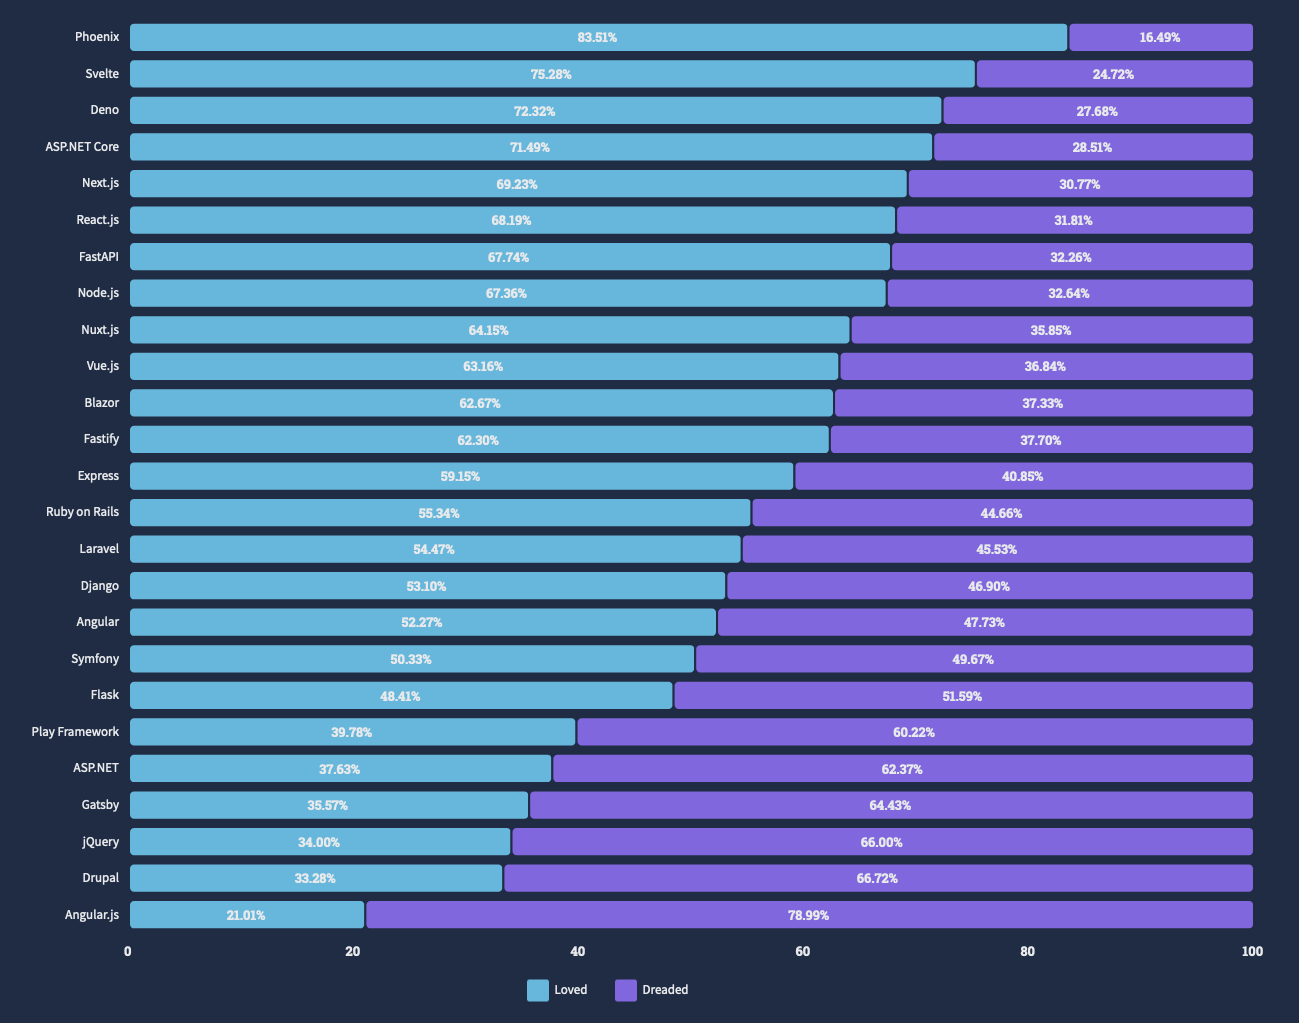 Phoenix 83.51% 16.49%
Svelte 75.28% 24.72%
Deno 72.32% 27.68%
ASP.NET Core 71.49% 28.51%
Next.js 69.23% 30.77%
React.js 68.19% 31.81%
FastAPI 67.74% 32.26%
Node.js 67.36% 32.64%
Nuxt.js 64.15% 35.85%
Vue.js 63.16% 36.84%
Blazor 62.67% 37.33%
Fastify 62.30% 37.70%
Express 59.15% 40.85%
Ruby on Rails 55.34% 44.66%
Laravel 54.47% 45.53%
Django 53.10% 46.90%
Angular 52.27% 47.73%
Symfony 50.33% 49.67%
Flask 48.41% 51.59%
Play Framework 39.78% 60.22%
ASP.NET 37.63% 62.37%
Gatsby 35.57% 64.43%
jQuery 34.00% 66.00%
Drupal 33.28% 66.72%
Angular.js 21.01% 78.99%
0 20 40 60 80 100
Loved Dreaded